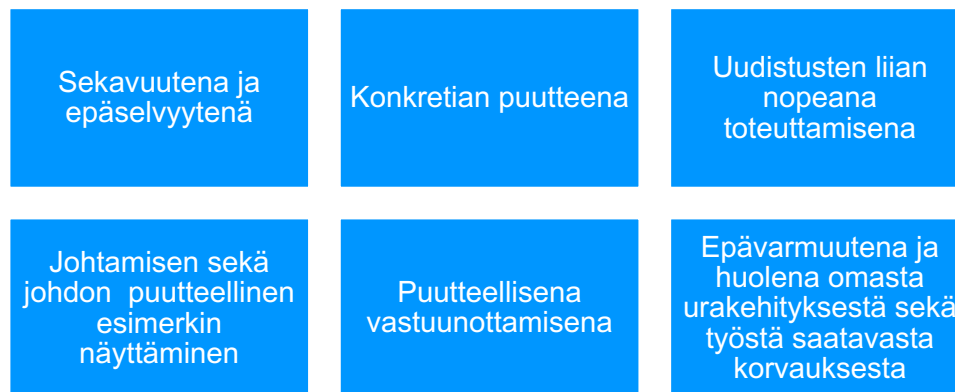 Sekavuutena ja
epäselvyytenä
Konkretian puutteena
Uudistusten liian
nopeana
toteuttamisena
Johtamisen sekä
johdon  puutteellinen
esimerkin
näyttäminen
Puutteellisena
vastuunottamisena
Epävarmuutena ja
huolena omasta
urakehityksestä sekä
työstä saatavasta
korvauksesta